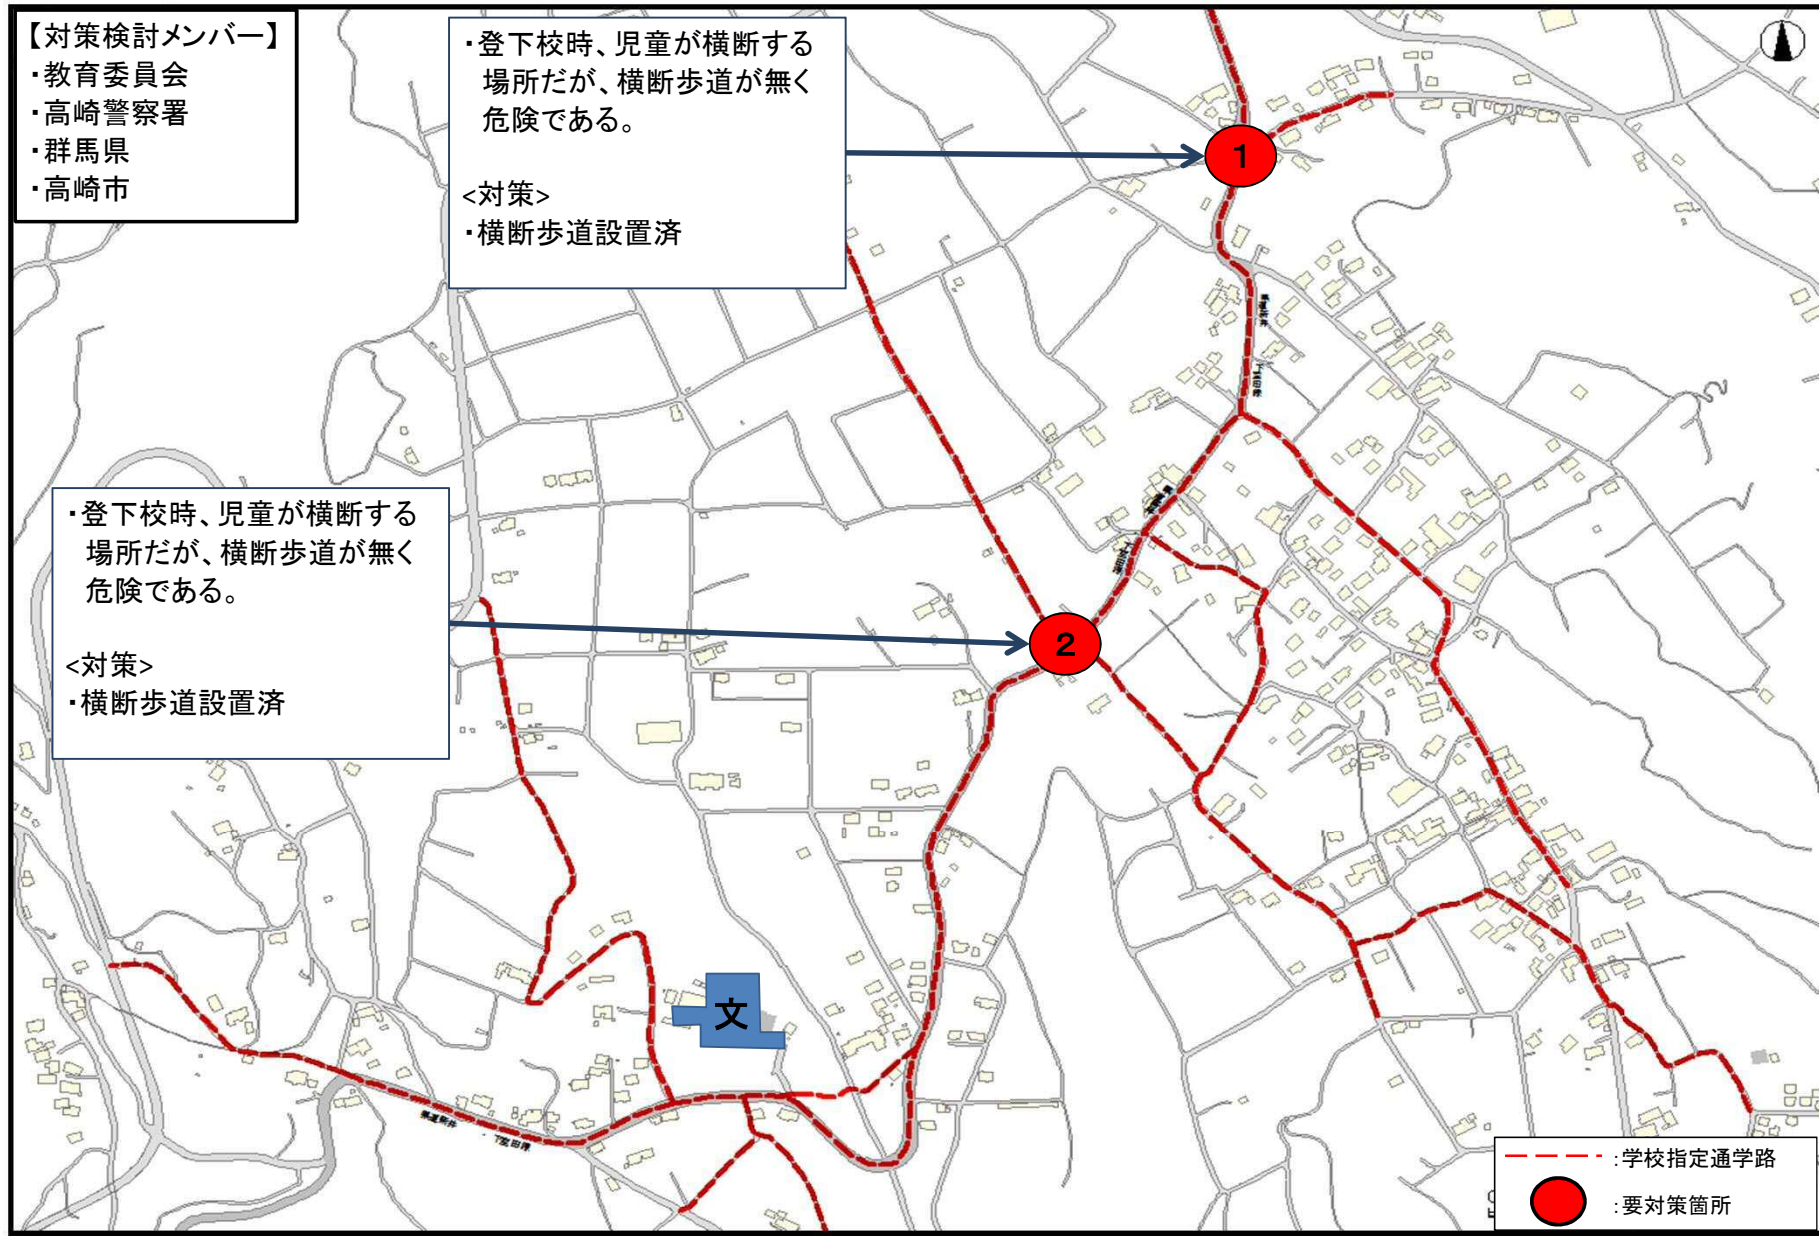 【対策検討メンバー】
・教育委員会
・高崎警察署
・群馬県
・高崎市
・登下校時、児童が横断する
場所だが、横断歩道が無く
危険である。
<対策>
・横断歩道設置済
1
・登下校時、児童が横断する
場所だが、横断歩道が無く
危険である。
<対策>
・横断歩道設置済
2
文
:学校指定通学路
:要対策箇所